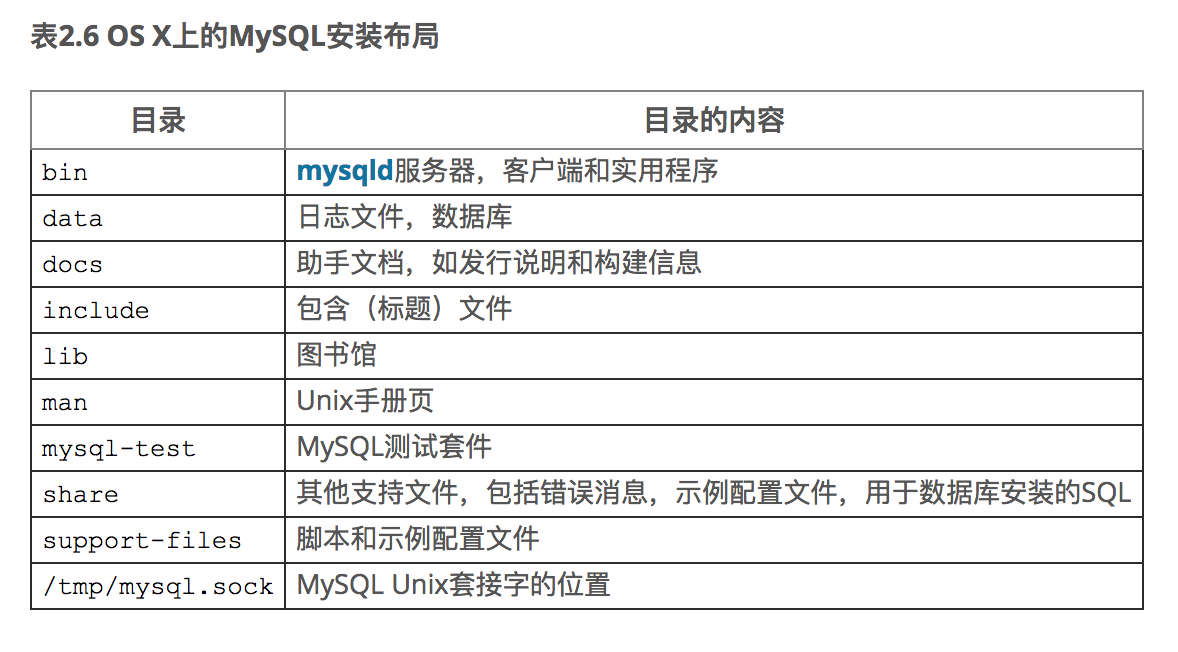 表2.6 OS X上的MySQL安装布局
目录 目录的内容
bin mysqld服务器，客户端和实用程序
data 日志文件，数据库
docs 助手文档，如发行说明和构建信息
include 包含（标题）文件
lib 图书馆
man Unix手册页
mysql-test MySQL测试套件
share 其他支持文件，包括错误消息，示例配置文件，用于数据库安装的SQL
support-files 脚本和示例配置文件
/tmp/mysql.sock MySQL Unix套接字的位置